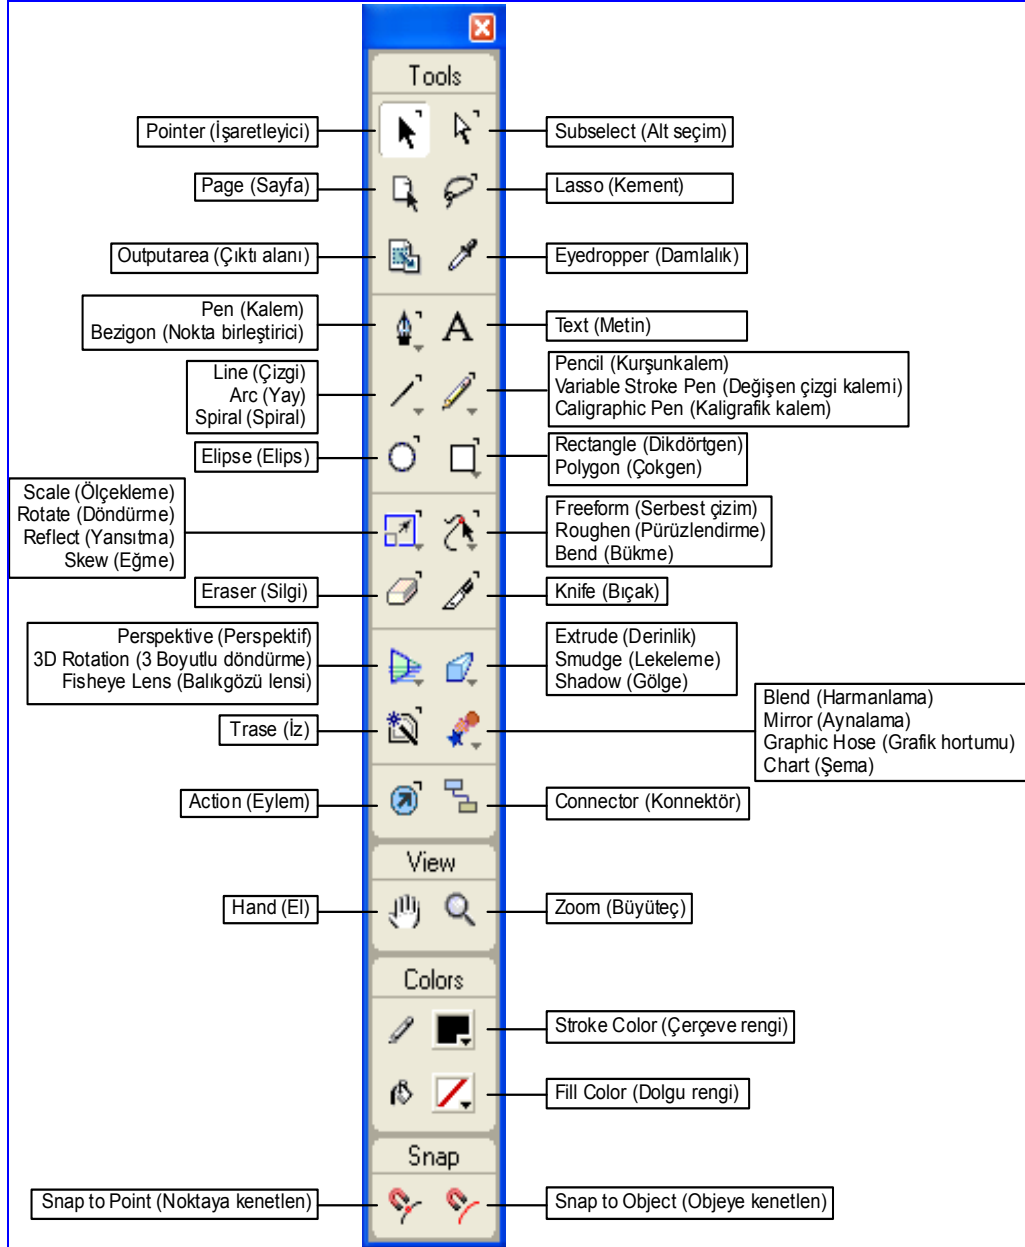 Tools
Pointer (İşaretleyici)
Subselect (Alt seçim)
Page (Sayfa)
Lasso (Kement)
Outputarea (Çıktı alanı)
Eyedropper (Damlalık)
Pen (Kalem)
Bezigon (Nokta birleştirici)
Text (Metin)
Line (Çizgi)
Arc (Yay)
Spiral (Spiral)
Pencil (Kurşunkalem)
Variable Stroke Pen (Değişen çizgi kalemi)
Caligraphic Pen (Kaligrafik kalem)
Elipse (Elips)
Rectangle (Dikdörtgen)
Polygon (Çokgen)
Scale (Ölçekleme)
Rotate (Döndürme)
Reflect (Yansıtma)
Skew (Eğme)
Freeform (Serbest çizim)
Roughen (Pürüzlendirme)
Bend (Bükme)
Eraser (Silgi)
Knife (Bıçak)
Perspektive (Perspektif)
3D Rotation (3 Boyutlu döndürme)
Fisheye Lens (Balıkgözü lensi)
Extrude (Derinlik)
Smudge (Lekeleme)
Shadow (Gölge)
Trase (İz)
Blend (Harmanlama)
Mirror (Aynalama)
Graphic Hose (Grafik hortumu)
Chart (Şema)
Action (Eylem)
Connector (Konnektör)
View
Hand (El)
Zoom (Büyüteç)
Colors
Stroke Color (Çerçeve rengi)
Fill Color (Dolgu rengi)
Snap
Snap to Point (Noktaya kenetlen)
Snap to Object (Objeye kenetlen)